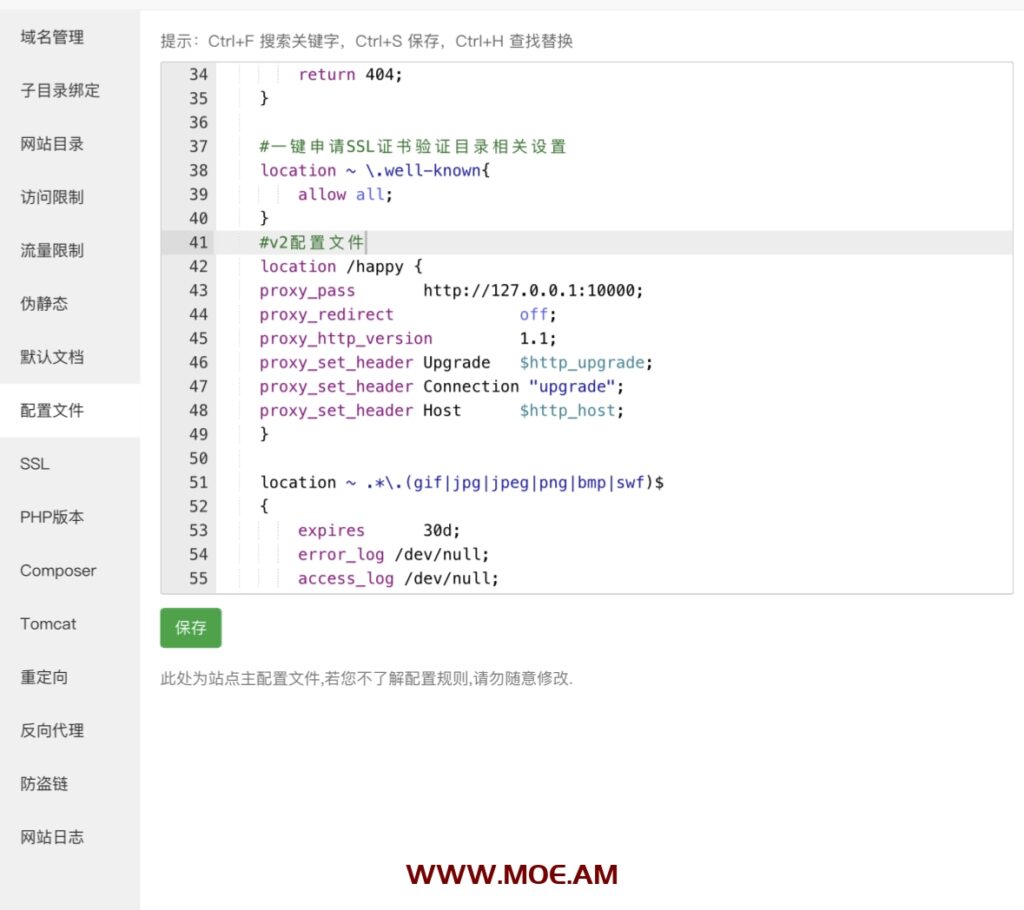 域名管理
子目录绑定
网站目录
访问限制
流量限制
伪静态
默认文档
配置文件
SSL
PHP版本
Composer
Tomcat
重定向
反向代理
防盗链
网站日志
提示：Ctrl+F 搜索关键字，Ctrl+S 保存，Ctrl+H 查找替换
34 return 404;
35 }
36
37 #一键申请SSL证书验证目录相关设置
38 location ~ \.well-known{
39 allow all;
40 }
41 #v2配置文件
42 location /happy {
43 proxy_pass http://127.0.0.1:10000;
44 proxy_redirect off;
45 proxy_http_version 1.1;
46 proxy_set_header Upgrade $http_upgrade;
47 proxy_set_header Connection "upgrade";
48 proxy_set_header Host $http_host;
49 }
50
51 location ~ .*\.(gif|jpg|jpeg|png|bmp|swf)$
52 {
53 expires 30d;
54 error_log /dev/null;
55 access_log /dev/null;
保存
此处为站点主配置文件,若您不了解配置规则,请勿随意修改.
WWW.MOE.AM